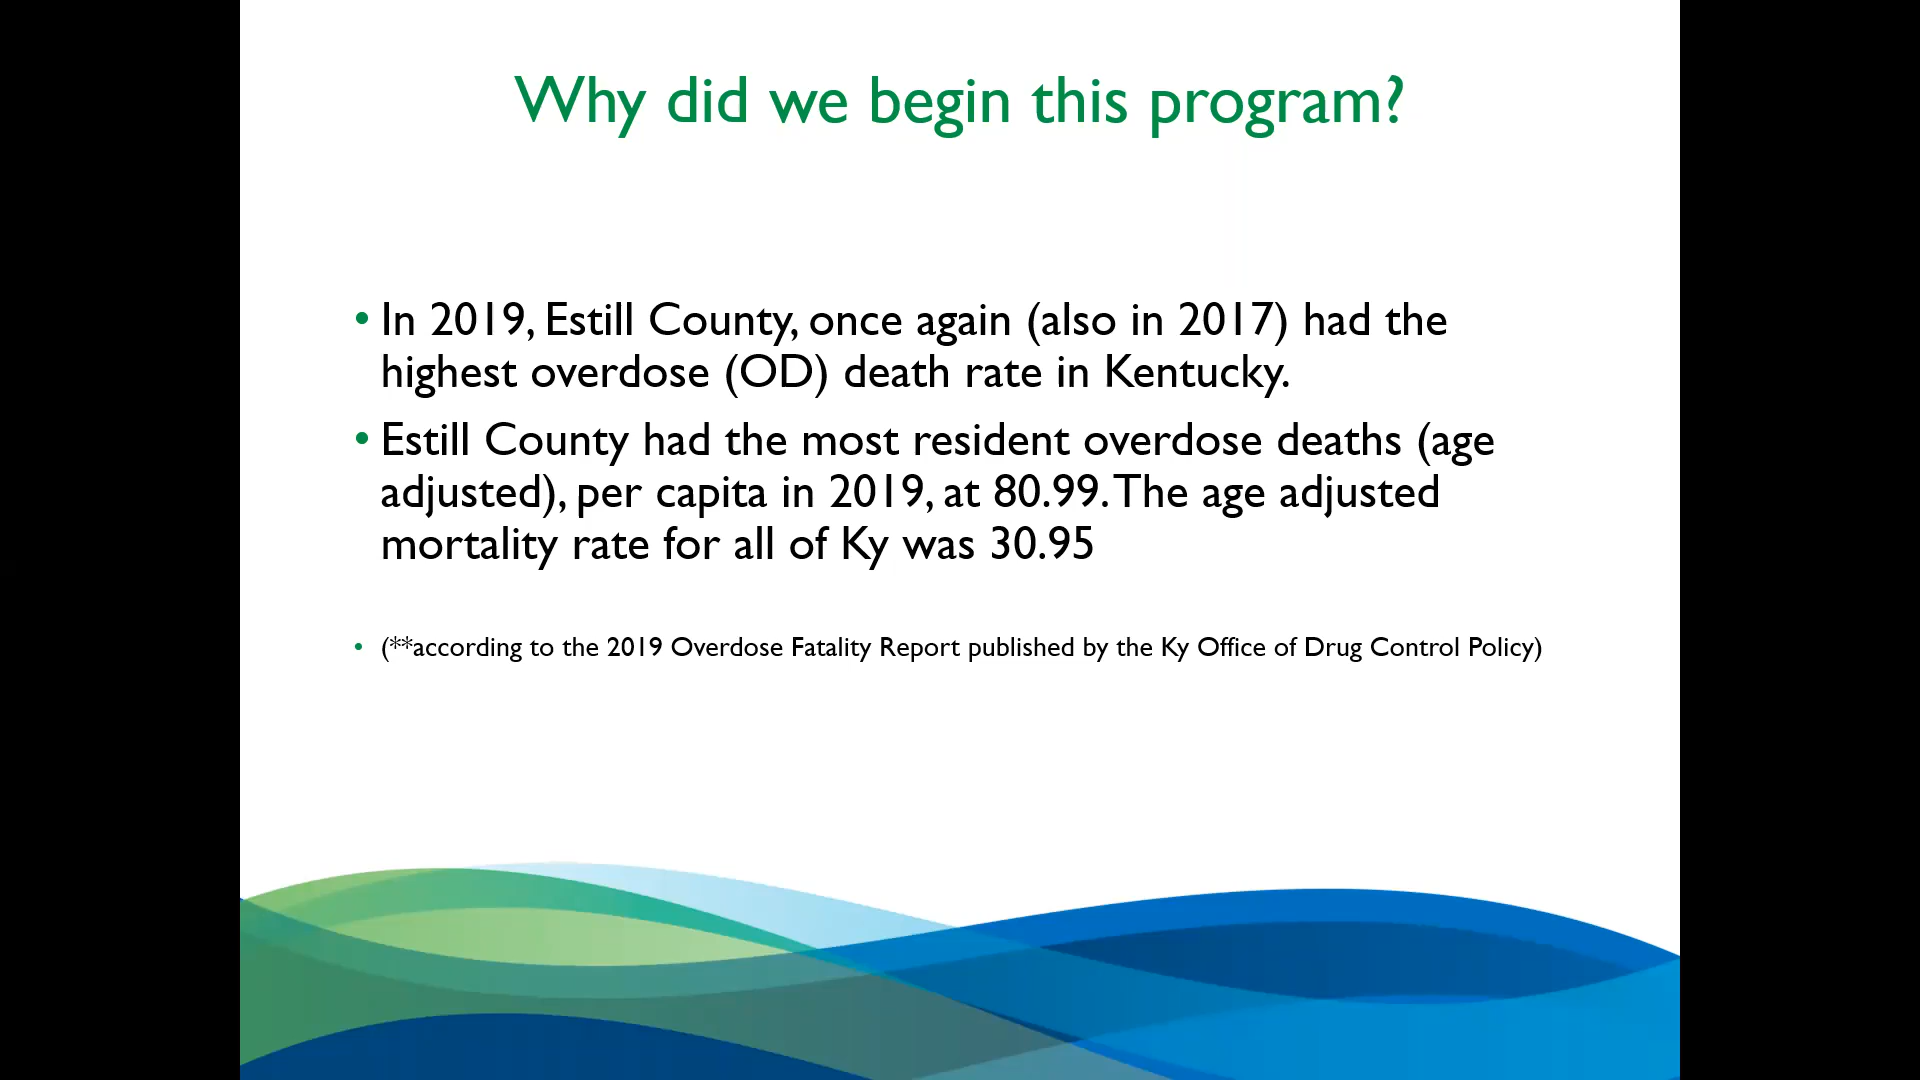 Why did we begin this program?
• In 2019, Estill County, once again (also in 2017) had the
highest overdose (OD) death rate in Kentucky.
• Estill County had the most resident overdose deaths (age
adjusted), per capita in 2019, at 80.99. The age adjusted
mortality rate for all of Ky was 30.95
• (**according to the 2019 Overdose Fatality Report published by the Ky Office of Drug Control Policy)